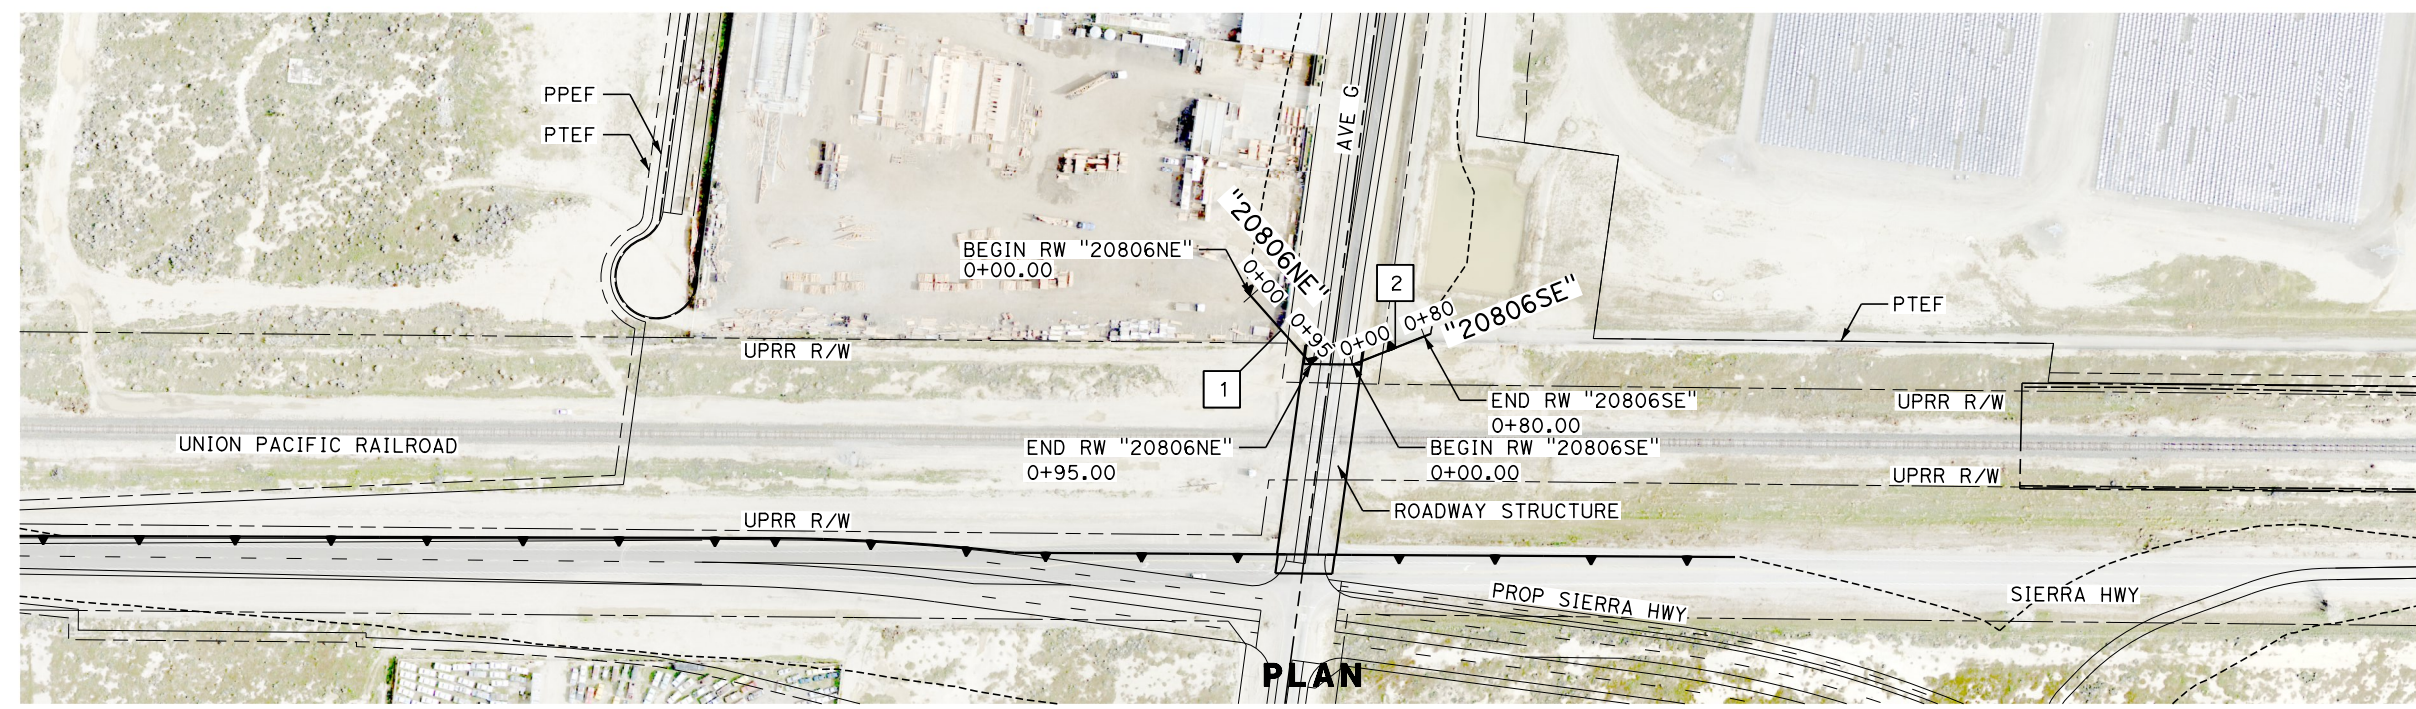 PPEF
PTEF
AVE G
"20806NE"
BEGIN RW "20806NE"
0+00.00
0+00
0+95
2
0+00
0+80
"20806SE"
PTEF
UPRR R/W
1
END RW "20806SE"
0+80.00
UPRR R/W
UNION PACIFIC RAILROAD
END RW "20806NE"
0+95.00
BEGIN RW "20806SE"
0+00.00
UPRR R/W
ROADWAY STRUCTURE
UPRR R/W
PROP SIERRA HWY
SIERRA HWY
PLAN